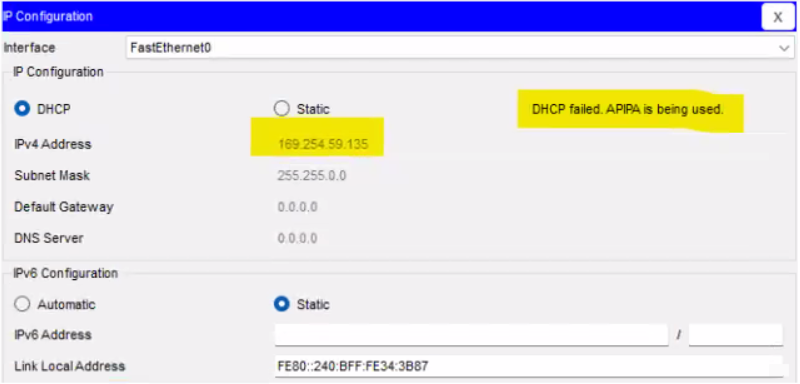 IP Configuration X
Interface FastEthernet0
IP Configuration
DHCP Static DHCP failed. APIPA is being used.
IPv4 Address 169.254.59.135
Subnet Mask 255.255.0.0
Default Gateway 0.0.0.0
DNS Server 0.0.0.0
IPv6 Configuration
Automatic Static
IPv6 Address /
Link Local Address FE80::240:BFF:FE34:3B87